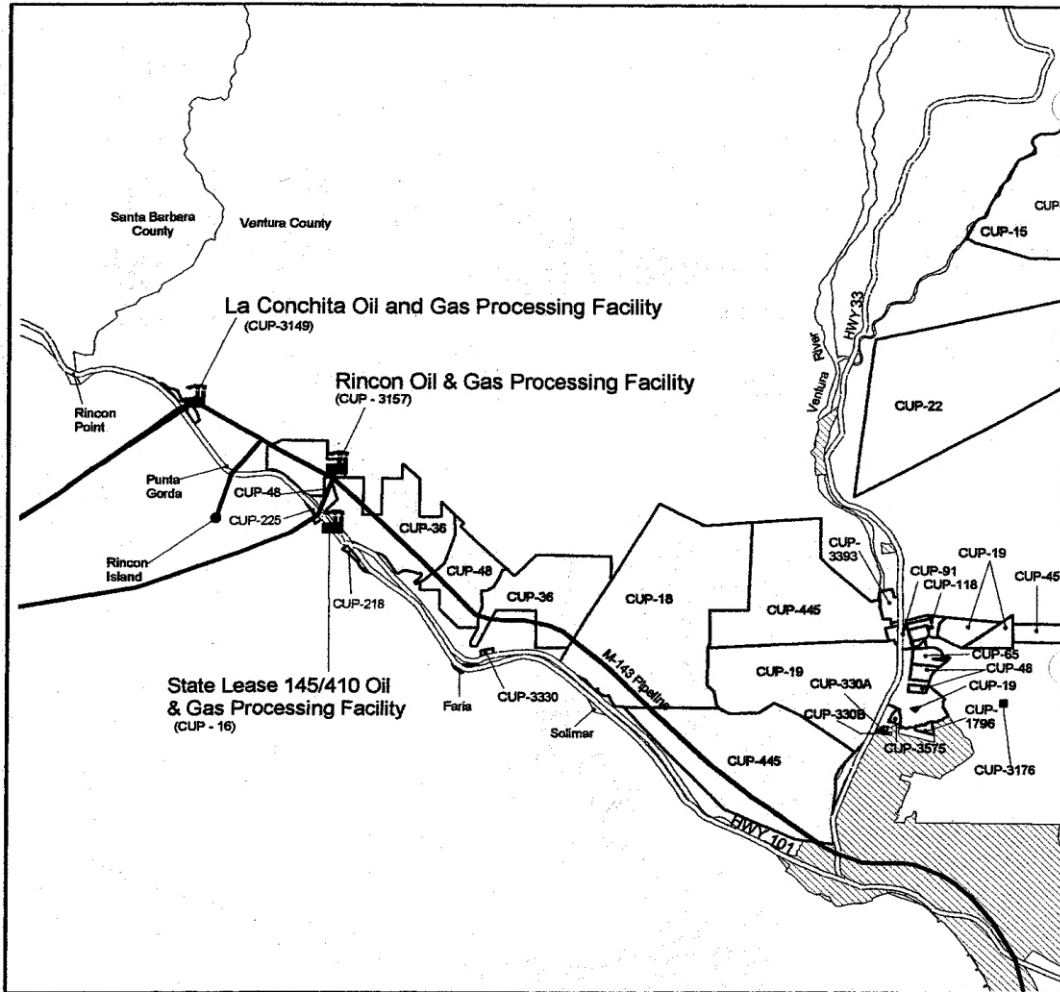 Santa Barbara
County
Ventura County
La Conchita Oil and Gas Processing Facility
(CUP-3149)
Rincon Oil & Gas Processing Facility
(CUP - 3157)
Rincon
Point
Punta
Gorda
CUP-48
CUP-225
Rincon
Island
CUP-218
State Lease 145/410 Oil
& Gas Processing Facility
(CUP - 16)
CUP-36
CUP-48
CUP-36
CUP-3330
Faria
Solimar
M-143 Pipeline
HWY 101
CUP-18
CUP-445
CUP-19
CUP-330A
CUP-330B
CUP-445
Ventura River
HWY 33
CUP-15
CUP
CUP-22
CUP-
3393
CUP-91
CUP-118
CUP-19
CUP-45
CUP-65
CUP-48
CUP-19
CUP-
1796
CUP-3575
CUP-3176